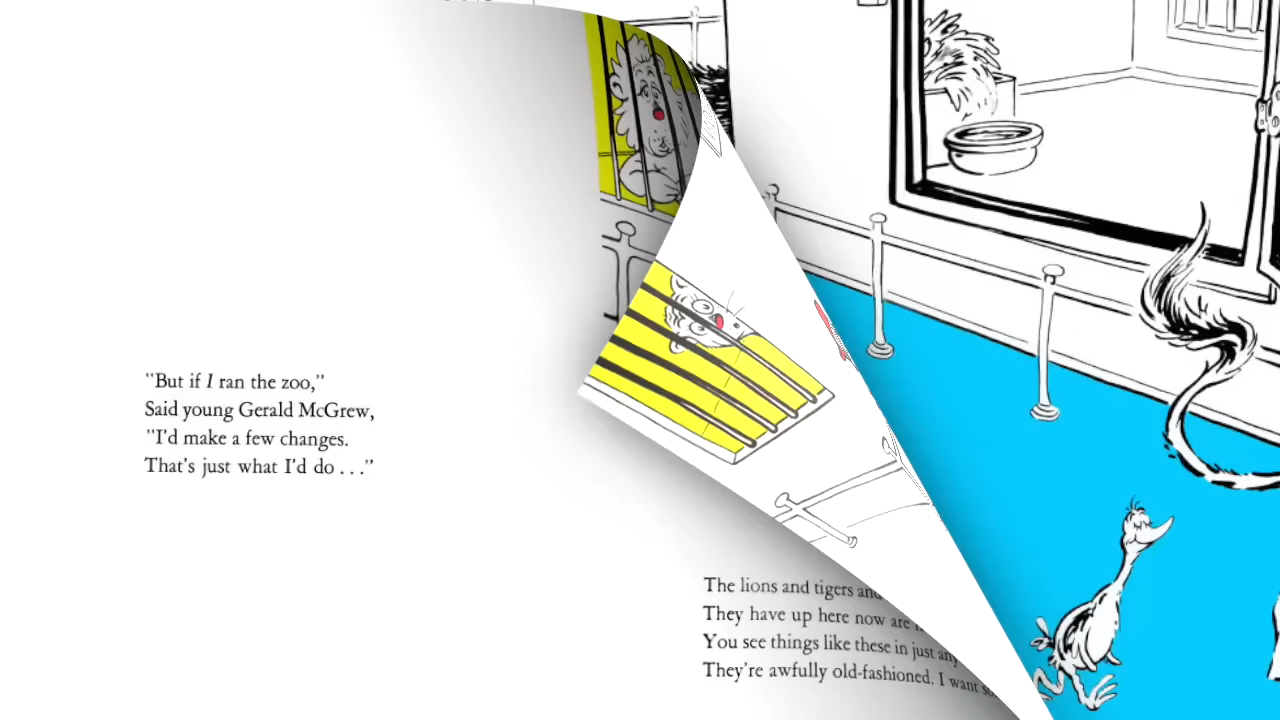 "But if I ran the zoo,"
Said young Gerald McGrew,
"I'd make a few changes.
That's just what I'd do . . ."
The lions and tigers and
They have up here now are
You see things like these in just any
They're awfully old-fashioned. I want